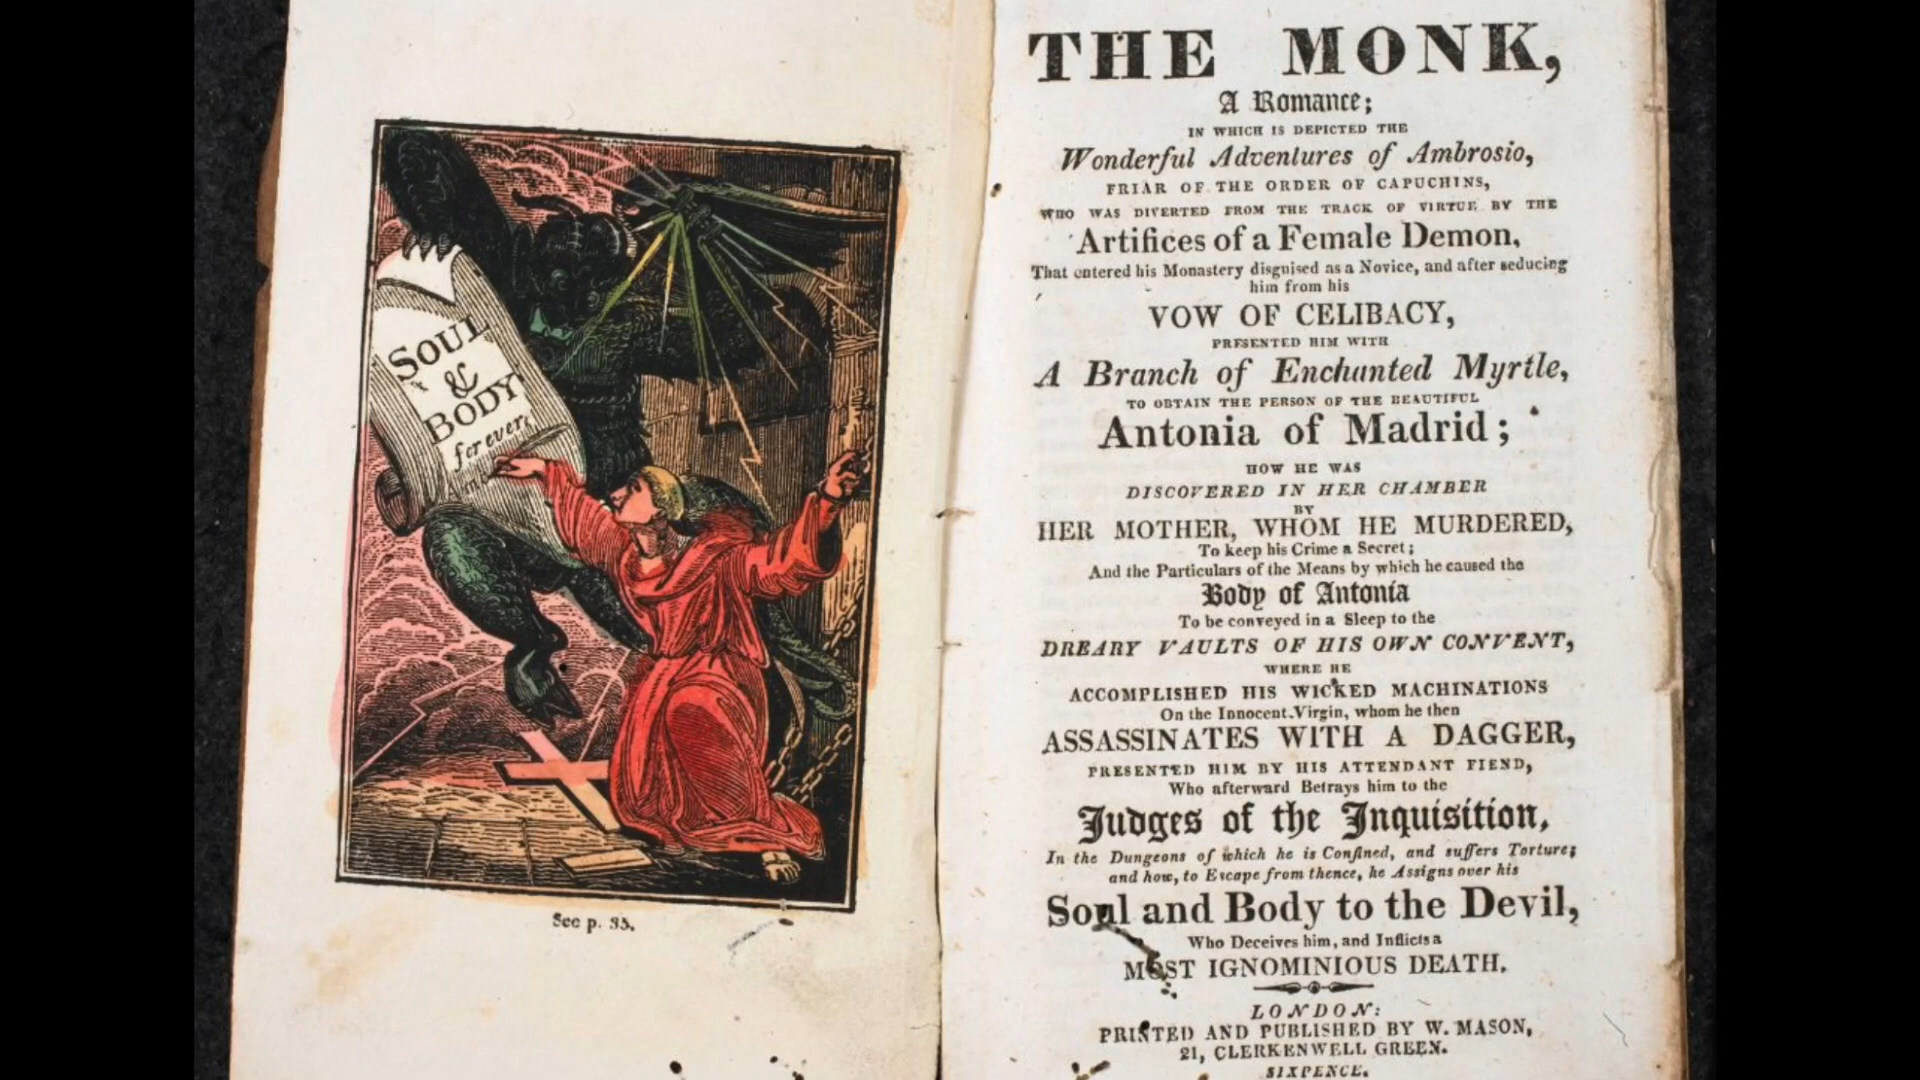 SOUL
&
BODY
for ever.
See p. 35.
THE MONK,
A Romance;
IN WHICH IS DEPICTED THE
Wonderful Adventures of Ambrosio,
FRIAR OF THE ORDER OF CAPUCHINS,
WHO WAS DIVERTED FROM THE TRACK OF VIRTUE BY THE
Artifices of a Female Demon,
That entered his Monastery disguised as a Novice, and after seducing
him from his
VOW OF CELIBACY,
PRESENTED HIM WITH
A Branch of Enchanted Myrtle,
TO OBTAIN THE PERSON OF THE BEAUTIFUL
Antonia of Madrid;
HOW HE WAS
DISCOVERED IN HER CHAMBER
BY
HER MOTHER, WHOM HE MURDERED,
To keep his Crime a Secret;
And the Particulars of the Means by which he caused the
Body of Antonia
To be conveyed in a Sleep to the
DREARY VAULTS OF HIS OWN CONVENT,
WHERE HE
ACCOMPLISHED HIS WICKED MACHINATIONS
On the Innocent Virgin, whom he then
ASSASSINATES WITH A DAGGER,
PRESENTED HIM BY HIS ATTENDANT FIEND,
Who afterward Betrays him to the
Judges of the Inquisition,
In the Dungeons of which he is Confined, and suffers Torture;
and how, to Escape from thence, he Assigns over his
Soul and Body to the Devil,
Who Deceives him, and Inflicts a
MOST IGNOMINIOUS DEATH.
LONDON:
PRINTED AND PUBLISHED BY W. MASON,
21, CLERKENWELL GREEN.
SIXPENCE.